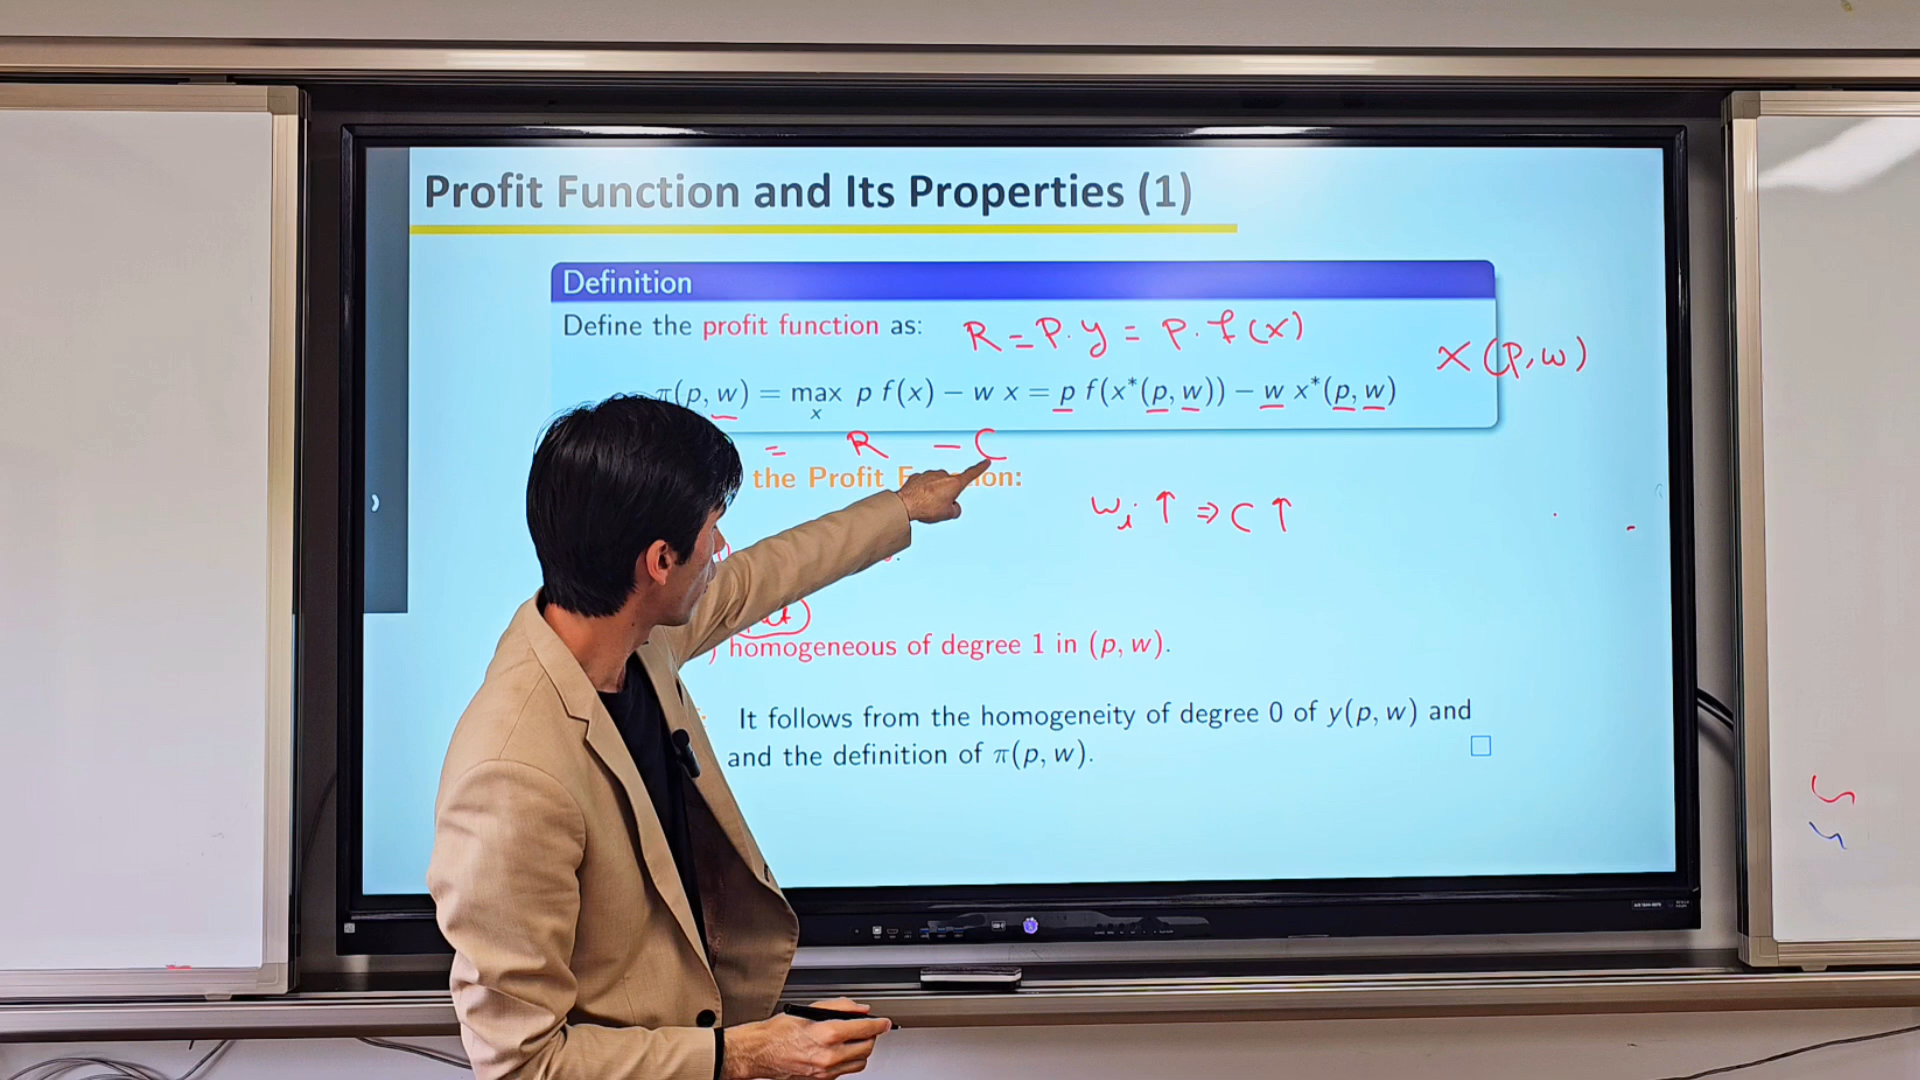 Profit Function and Its Properties (1)
Definition
Define the profit function as: R = P. y = P. f(x)
X (P, w)
π(p, w) = max p f(x) − w x = p f(x*(p, w)) − w x*(p, w)
x
= R − C
the Profit
wᵢ ↑ ⇒ C ↑
homogeneous of degree 1 in (p, w).
It follows from the homogeneity of degree 0 of y(p, w) and
and the definition of π(p, w).